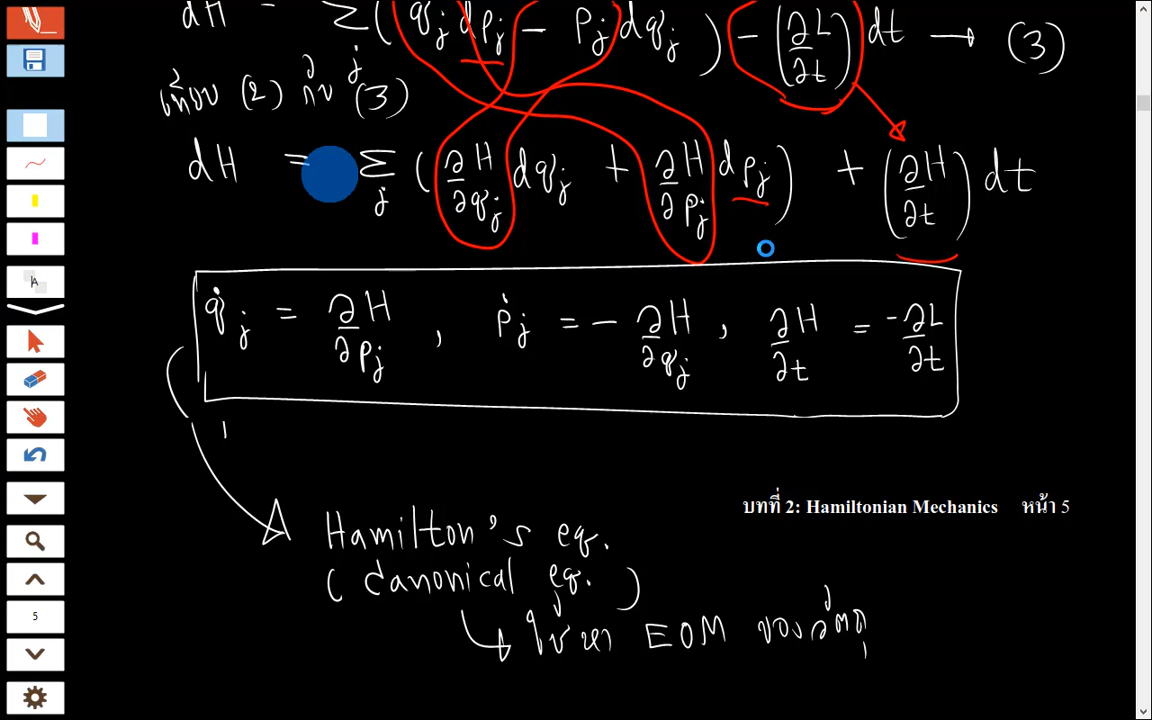 dH = Σ_j ( q̇_j dp_j − ṗ_j dq_j ) − (∂L/∂t) dt → (3)
เทียบ (2) กับ (3)
dH = Σ_j ( ∂H/∂q_j dq_j + ∂H/∂p_j dp_j ) + (∂H/∂t) dt
q̇_j = ∂H/∂p_j , ṗ_j = − ∂H/∂q_j , ∂H/∂t = -∂L/∂t
บทที่ 2: Hamiltonian Mechanics หน้า 5
Hamilton's eq.
( canonical eq. )
ใช้หา EOM ของวัตถุ
A
5